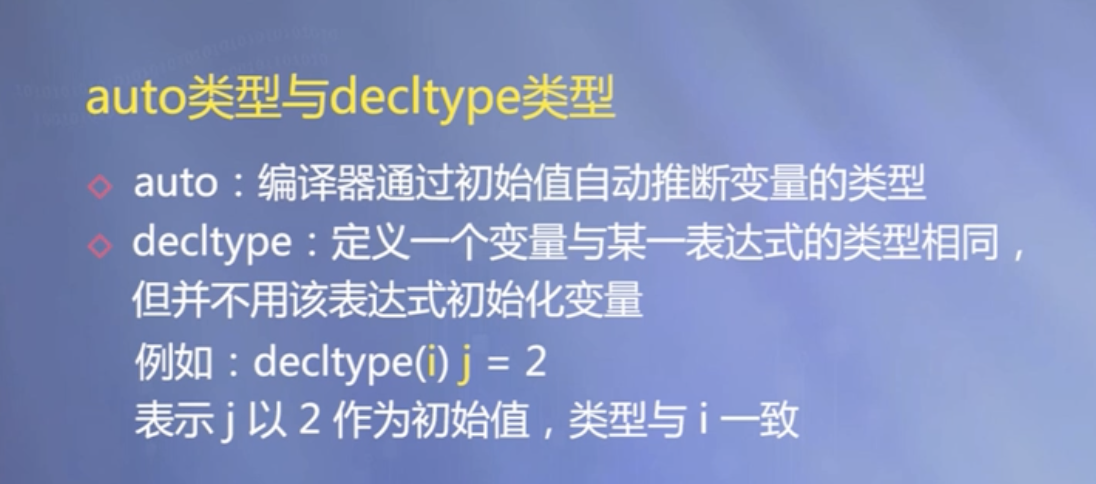 auto类型与decltype类型
auto：编译器通过初始值自动推断变量的类型
decltype：定义一个变量与某一表达式的类型相同，
但并不用该表达式初始化变量
例如：decltype(i) j = 2
表示 j 以 2 作为初始值，类型与 i 一致